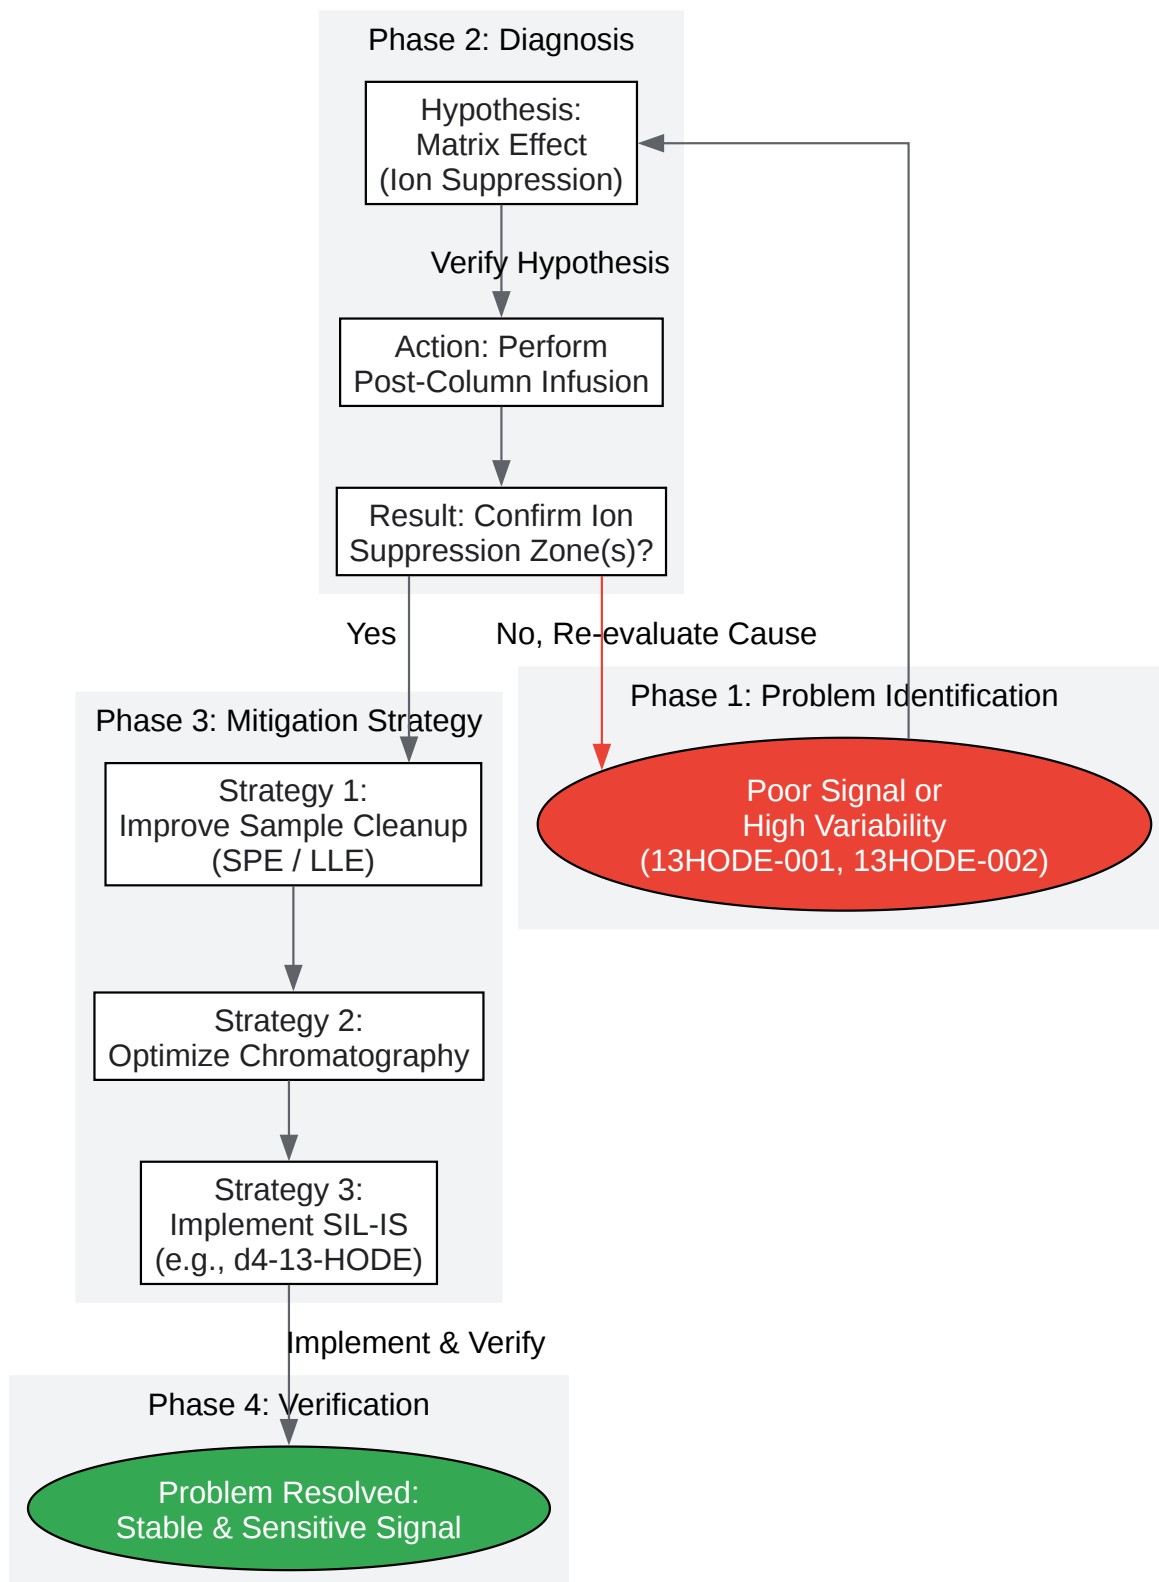 Phase 2: Diagnosis
Hypothesis:
Matrix Effect
(Ion Suppression)
Verify Hypothesis
Action: Perform
Post-Column Infusion
Result: Confirm Ion
Suppression Zone(s)?
Yes
No, Re-evaluate Cause
Phase 1: Problem Identification
Poor Signal or
High Variability
(13HODE-001, 13HODE-002)
Phase 3: Mitigation Strategy
Strategy 1:
Improve Sample Cleanup
(SPE / LLE)
Strategy 2:
Optimize Chromatography
Strategy 3:
Implement SIL-IS
(e.g., d4-13-HODE)
Implement & Verify
Phase 4: Verification
Problem Resolved:
Stable & Sensitive Signal